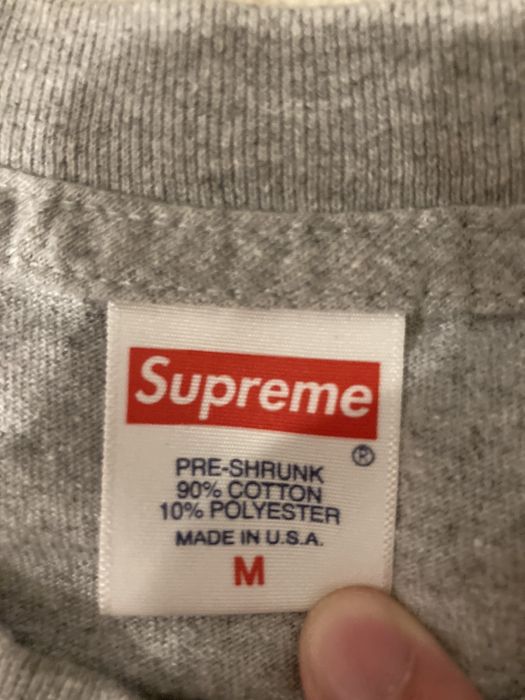 Supreme
®
PRE-SHRUNK
90% COTTON
10% POLYESTER
MADE IN U.S.A.
M